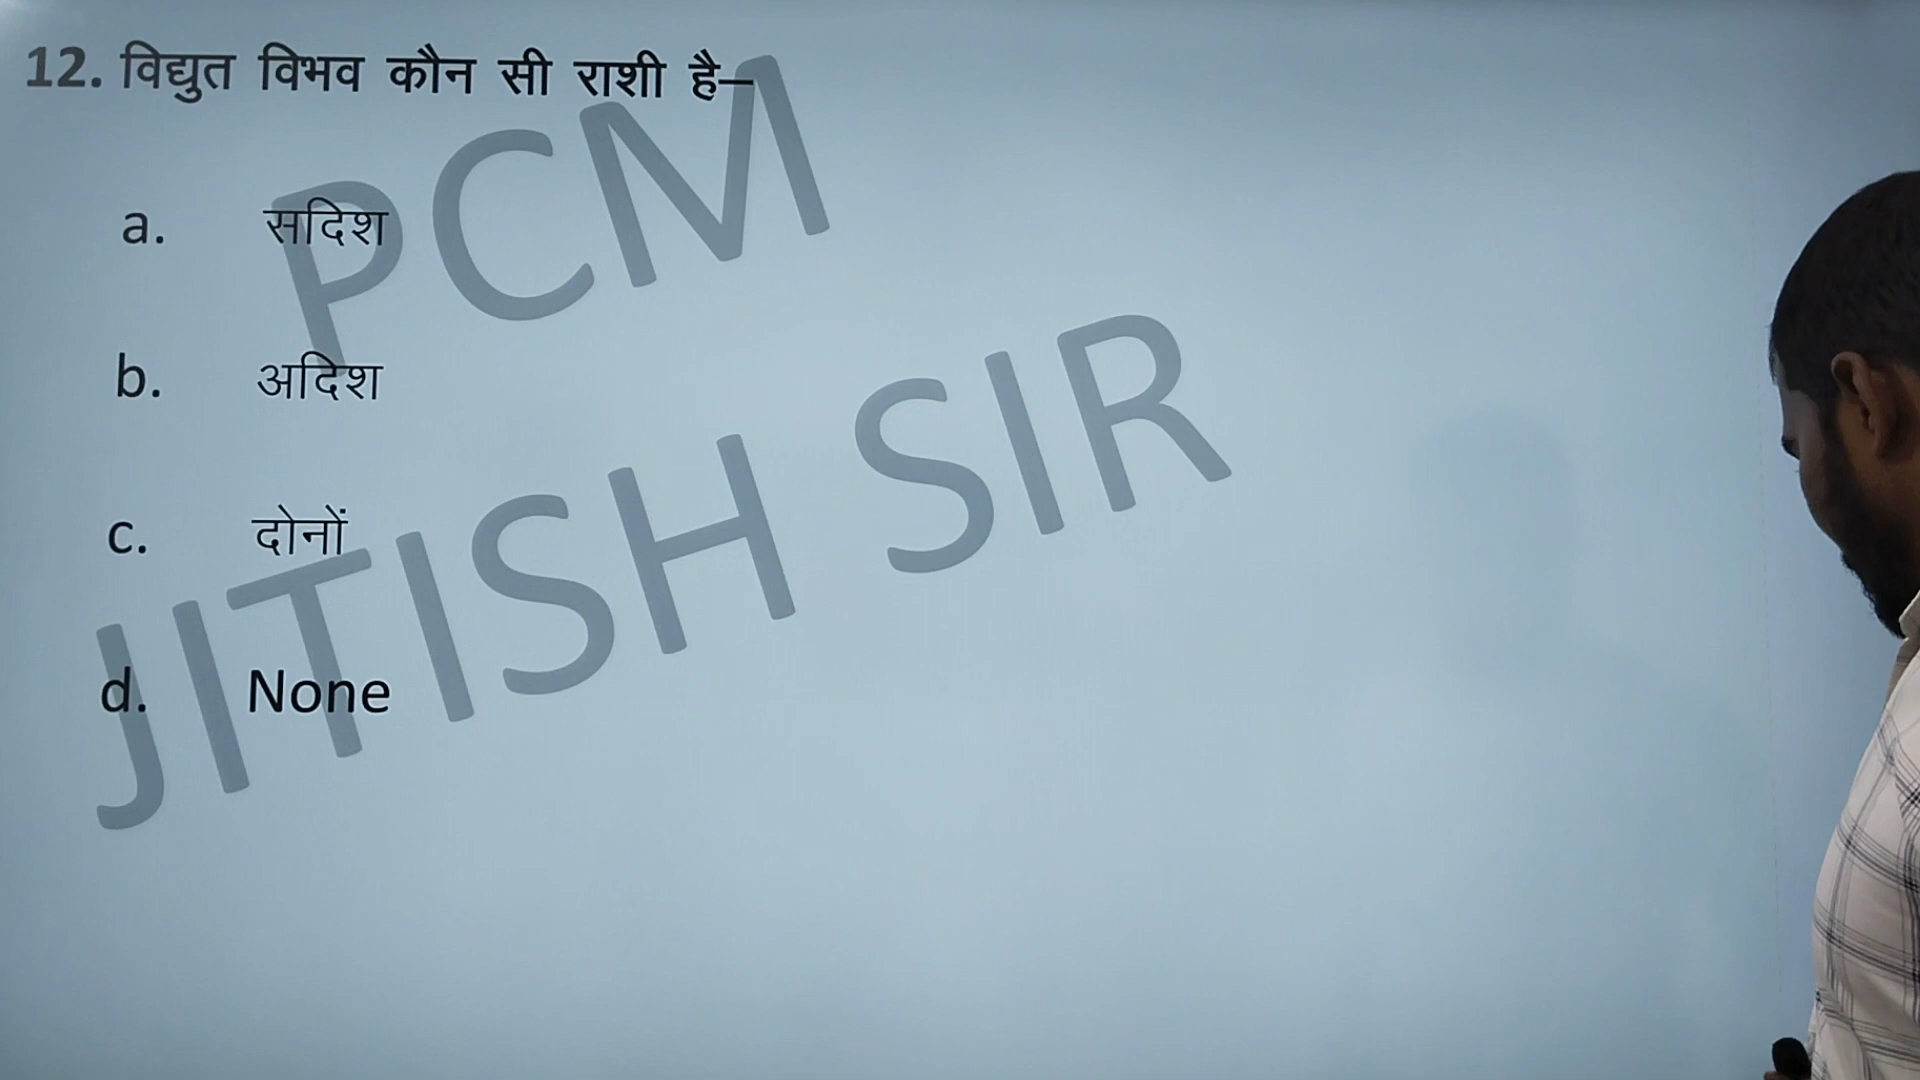 12. विद्युत विभव कौन सी राशी है–
a. सदिश
b. अदिश
c. दोनों
d. None
PCM
JITISH SIR